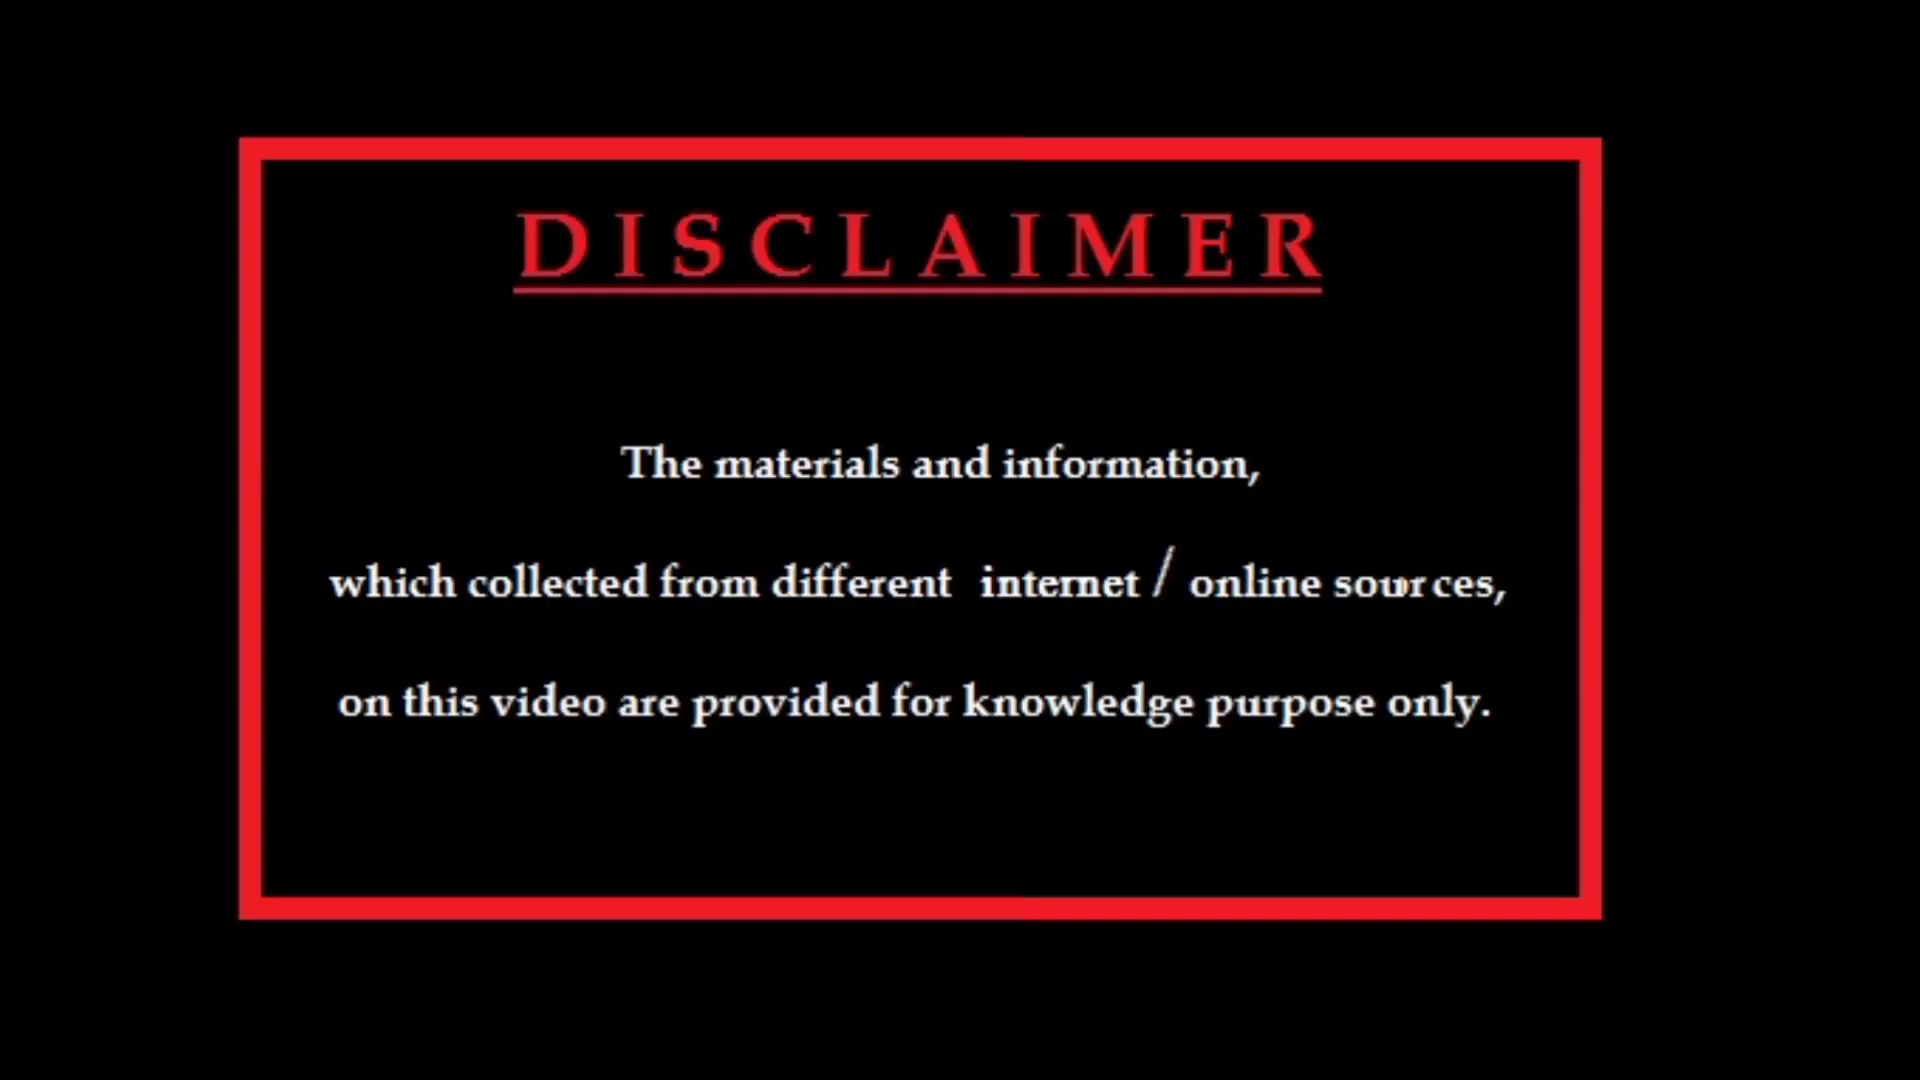 DISCLAIMER
The materials and information,
which collected from different internet / online sources,
on this video are provided for knowledge purpose only.